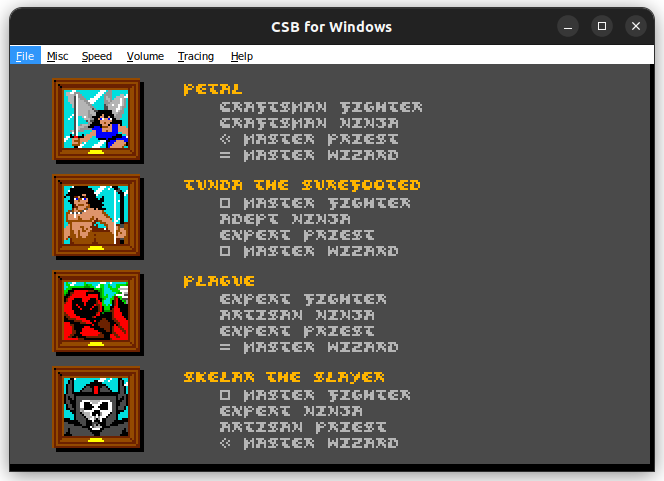 CSB for Windows
File Misc Speed Volume Tracing Help
PETAL
CRAFTSMAN FIGHTER
CRAFTSMAN NINJA
◇ MASTER PRIEST
= MASTER WIZARD
TUNDA THE SUREFOOTED
□ MASTER FIGHTER
ADEPT NINJA
EXPERT PRIEST
□ MASTER WIZARD
PLAGUE
EXPERT FIGHTER
ARTISAN NINJA
EXPERT PRIEST
= MASTER WIZARD
SKELAR THE SLAYER
□ MASTER FIGHTER
EXPERT NINJA
ARTISAN PRIEST
◇ MASTER WIZARD